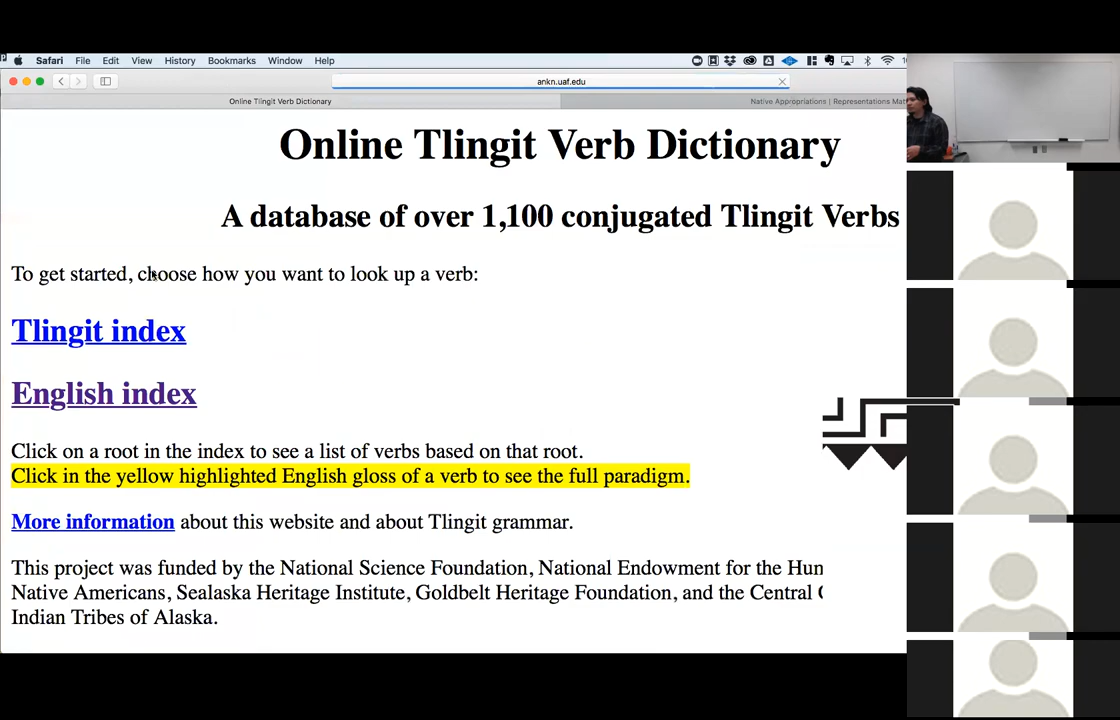 Safari File Edit View History Bookmarks Window Help
ankn.uaf.edu
Online Tlingit Verb Dictionary
Native Appropriations | Representations Mat
Online Tlingit Verb Dictionary
A database of over 1,100 conjugated Tlingit Verbs
To get started, choose how you want to look up a verb:
Tlingit index
English index
Click on a root in the index to see a list of verbs based on that root.
Click in the yellow highlighted English gloss of a verb to see the full paradigm.
More information about this website and about Tlingit grammar.
This project was funded by the National Science Foundation, National Endowment for the Hun
Native Americans, Sealaska Heritage Institute, Goldbelt Heritage Foundation, and the Central
Indian Tribes of Alaska.